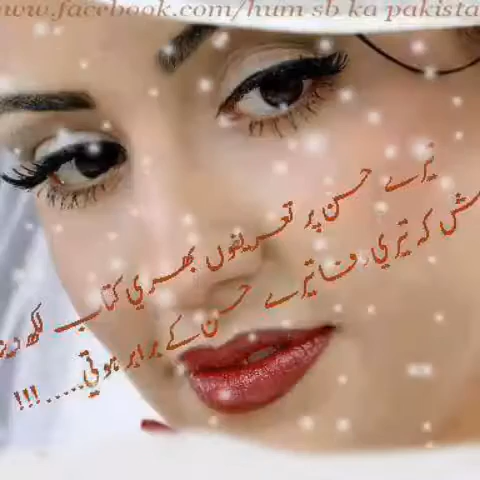 www.facebook.com/hum sb ka pakista
تیرے حسن پر تعریفوں بھری کتاب لکھ دیتے
کہ تیری وفا تیرے حسن کے برابر ہوتی.....!!!